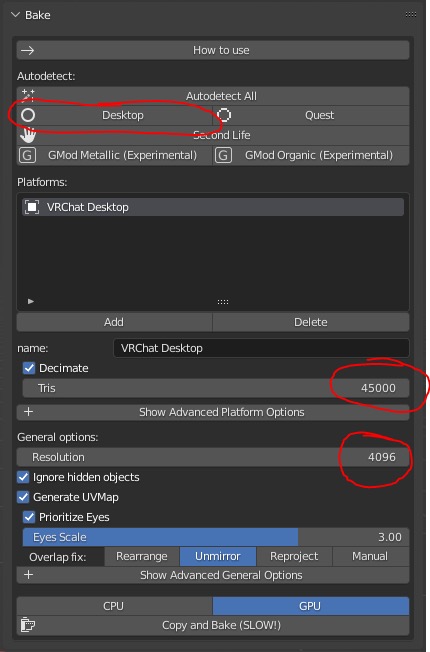 Bake
How to use
Autodetect:
Autodetect All
Desktop Quest
Second Life
G GMod Metallic (Experimental) G GMod Organic (Experimental)
Platforms:
VRChat Desktop
Add Delete
name: VRChat Desktop
Decimate
Tris 45000
Show Advanced Platform Options
General options:
Resolution 4096
Ignore hidden objects
Generate UVMap
Prioritize Eyes
Eyes Scale 3.00
Overlap fix: Rearrange Unmirror Reproject Manual
Show Advanced General Options
CPU GPU
Copy and Bake (SLOW!)